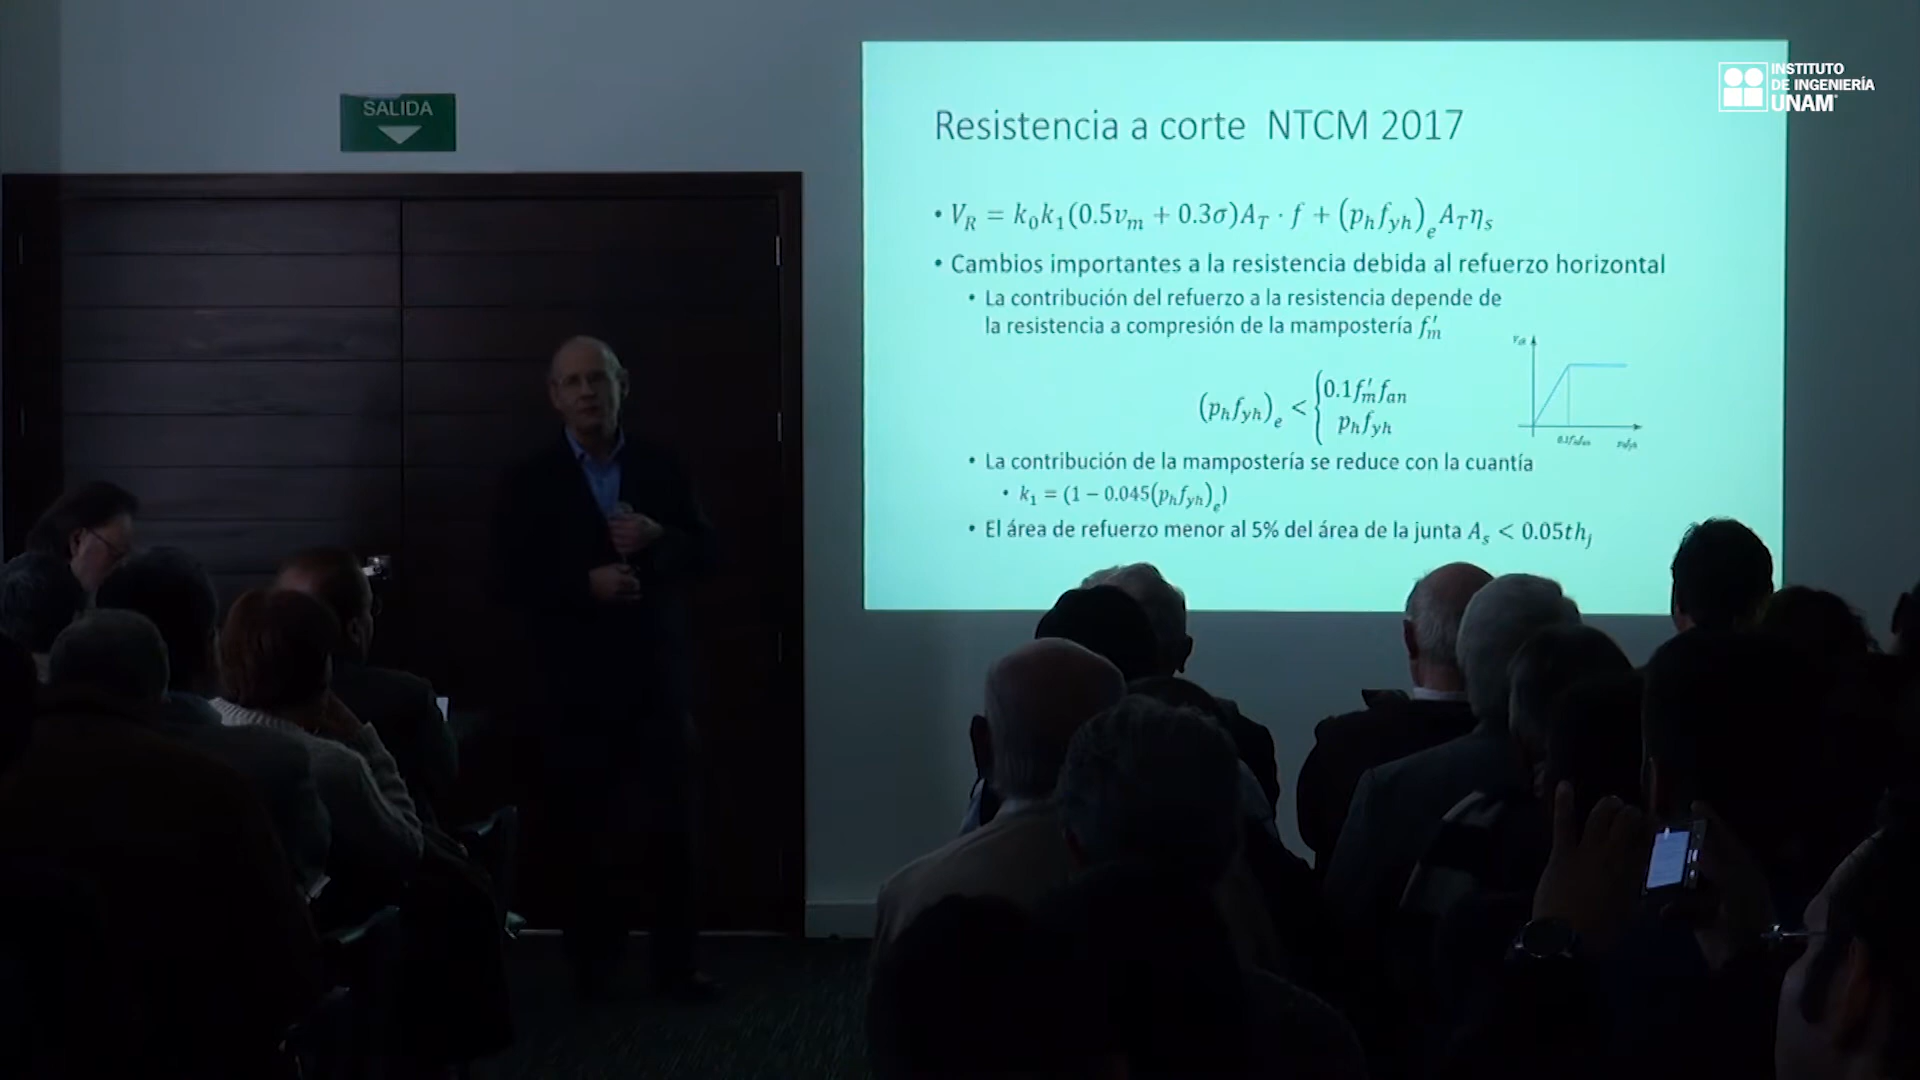 SALIDA
INSTITUTO
DE INGENIERÍA
UNAM
Resistencia a corte NTCM 2017
• V_R = k_0k_1(0.5v_m + 0.3σ)A_T · f + (p_hf_yh)_e A_Tη_s
• Cambios importantes a la resistencia debida al refuerzo horizontal
• La contribución del refuerzo a la resistencia depende de
la resistencia a compresión de la mampostería f'_m
(p_hf_yh)_e < { 0.1f'_mf_an
p_hf_yh
• La contribución de la mampostería se reduce con la cuantía
• k_1 = (1 − 0.045(p_hf_yh)_e)
• El área de refuerzo menor al 5% del área de la junta A_s < 0.05th_j